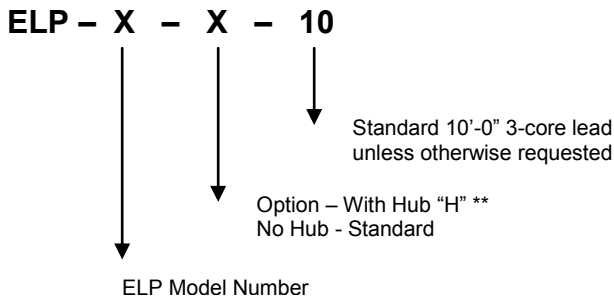 ELP – X – X – 10
Standard 10'-0" 3-core lead
unless otherwise requested
Option – With Hub "H" **
No Hub - Standard
ELP Model Number